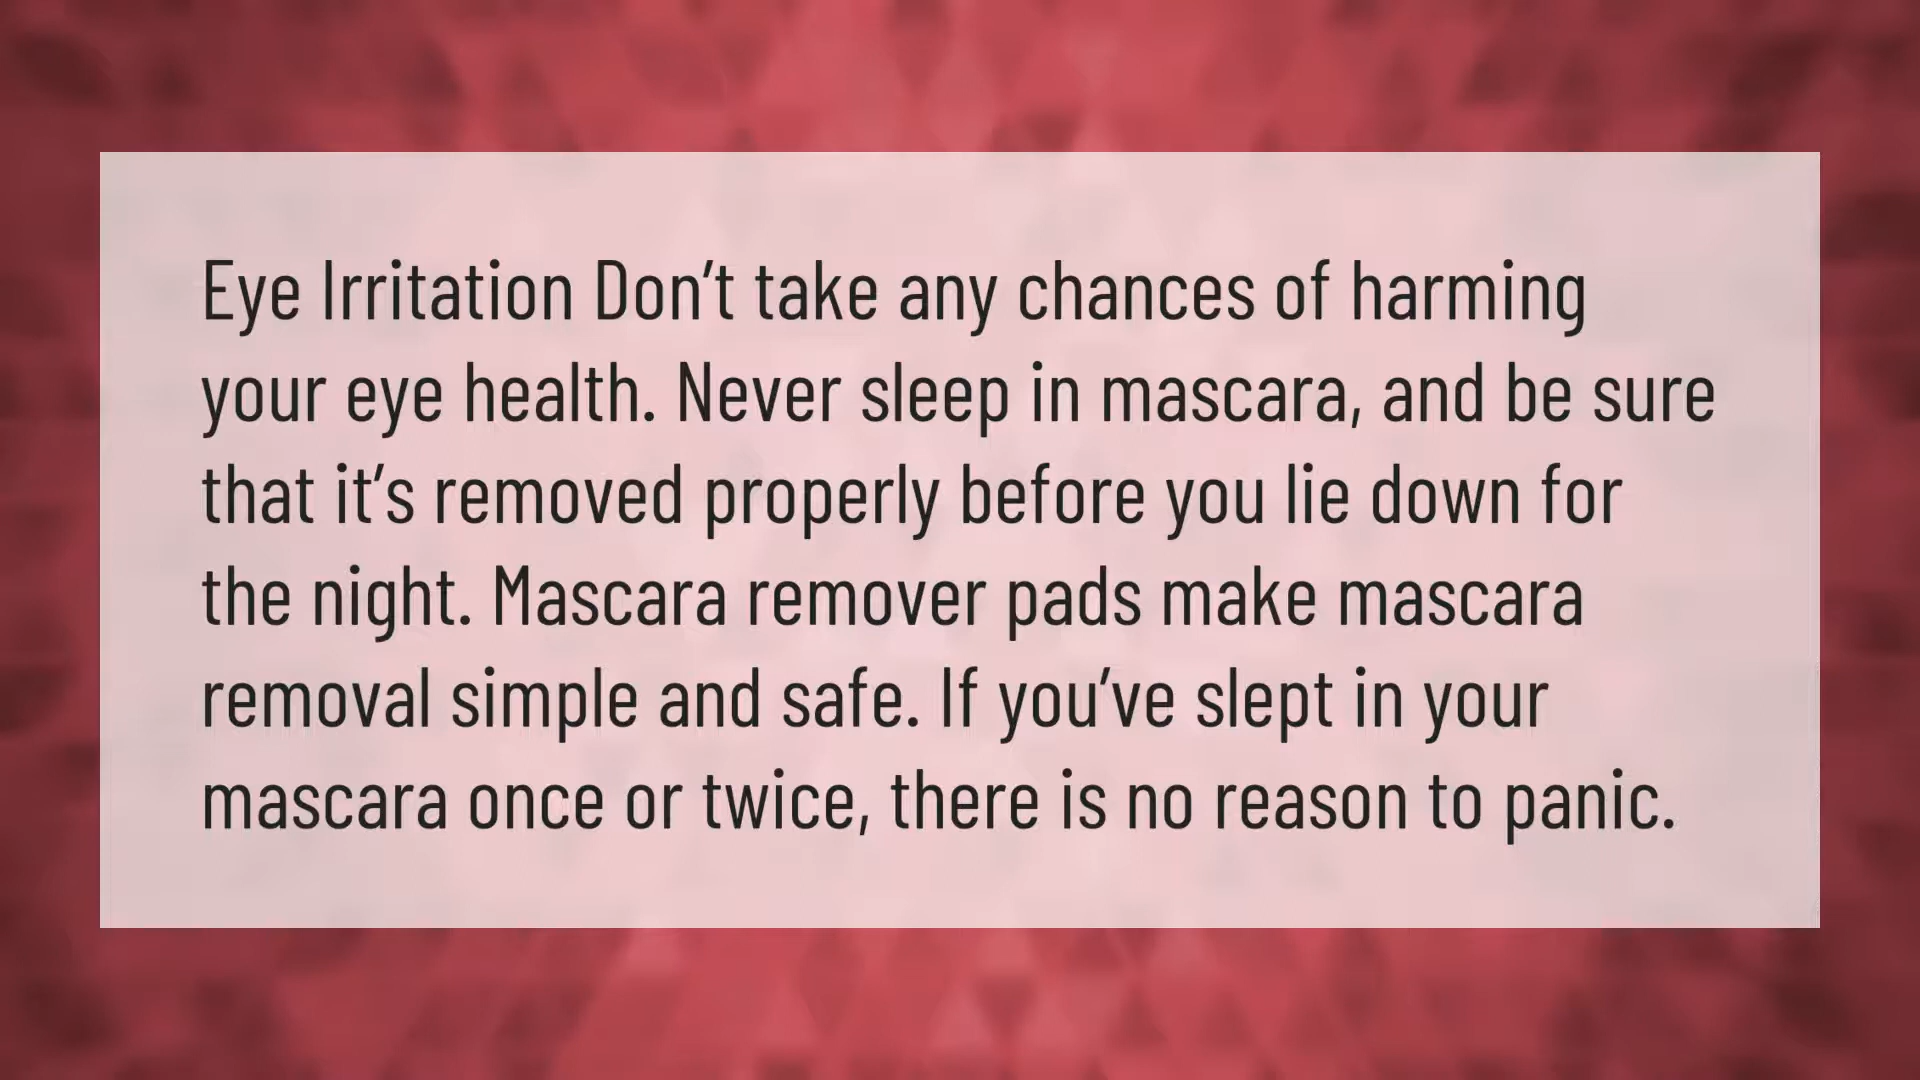 Eye Irritation Don’t take any chances of harming
your eye health. Never sleep in mascara, and be sure
that it’s removed properly before you lie down for
the night. Mascara remover pads make mascara
removal simple and safe. If you’ve slept in your
mascara once or twice, there is no reason to panic.